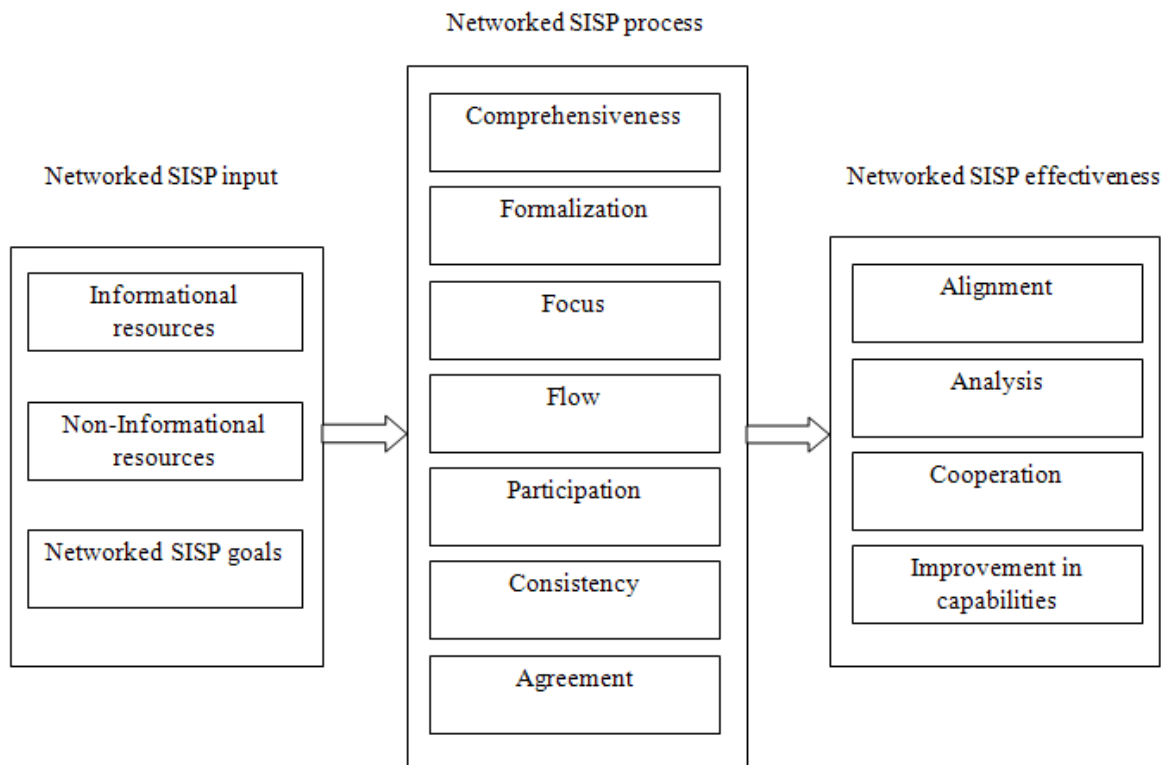 Networked SISP process
Comprehensiveness
Formalization
Focus
Flow
Participation
Consistency
Agreement
Networked SISP input
Informational
resources
Non-Informational
resources
Networked SISP goals
Networked SISP effectiveness
Alignment
Analysis
Cooperation
Improvement in
capabilities